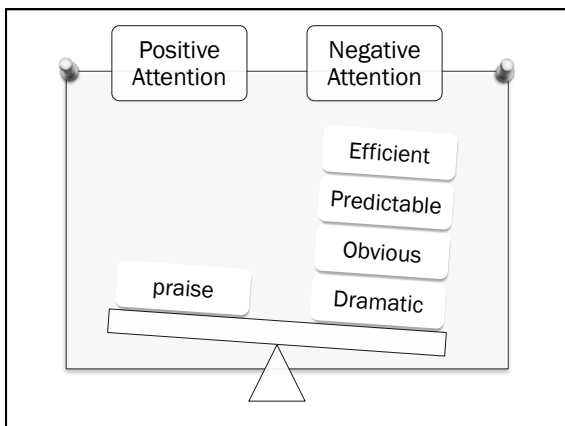 Positive
Attention
Negative
Attention
Efficient
Predictable
Obvious
praise
Dramatic